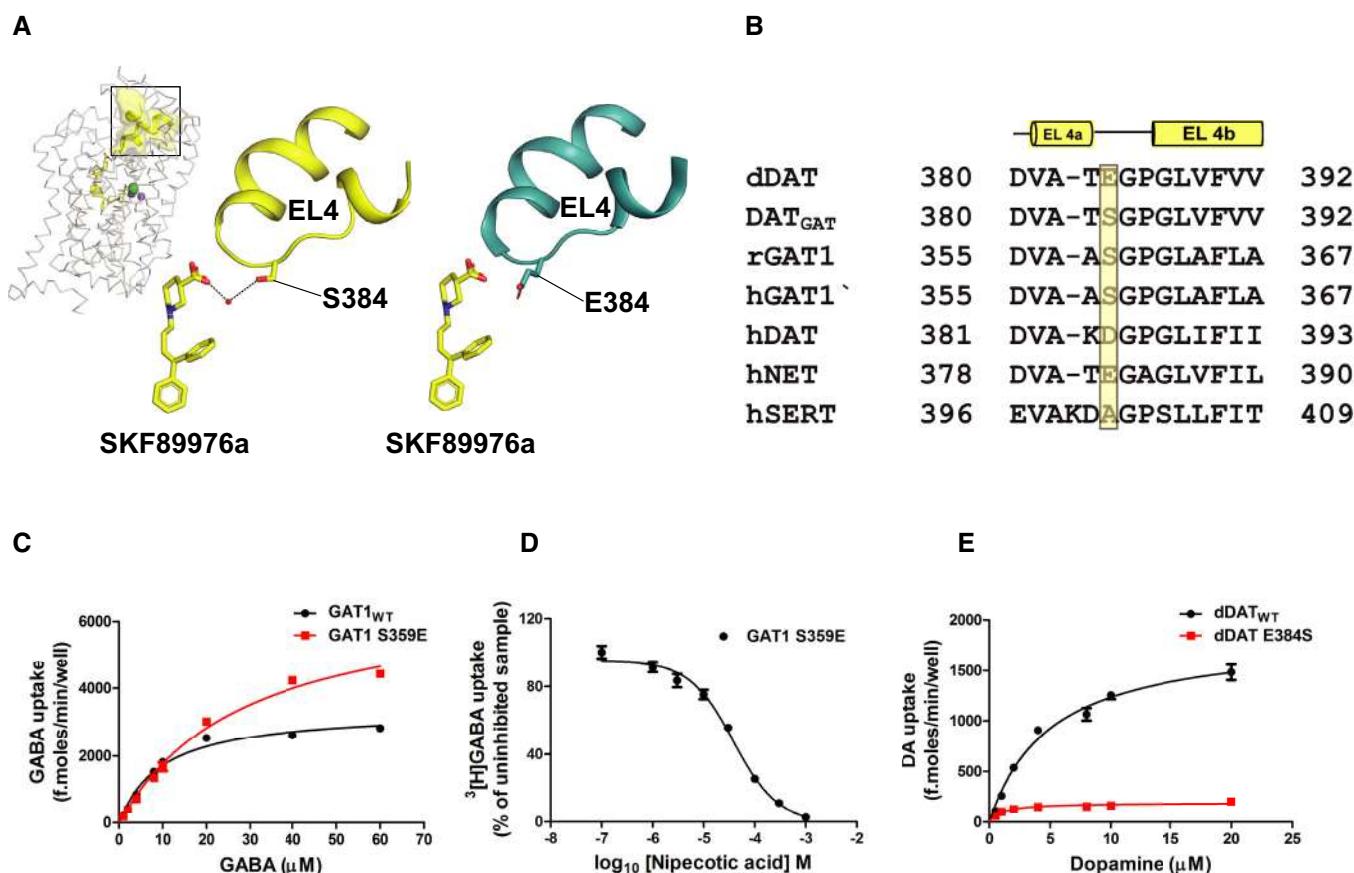 A
EL4
S384
SKF89976a
EL4
E384
SKF89976a
B
EL 4a EL 4b
dDAT 380 DVA-TEGPGLVFVV 392
DATGAT 380 DVA-TSGPGLVFVV 392
rGAT1 355 DVA-ASGPGLAFLA 367
hGAT1` 355 DVA-ASGPGLAFLA 367
hDAT 381 DVA-KDGPGLIFII 393
hNET 378 DVA-TEGAGLVFIL 390
hSERT 396 EVAKDAGPSLLFIT 409
C
GAT1WT
GAT1 S359E
GABA uptake
(f.moles/min/well)
6000
4000
2000
0
0 10 20 30 40 50 60 70
GABA (μM)
D
GAT1 S359E
3[H]GABA uptake
(% of uninhibited sample)
120
80
40
0
-8 -7 -6 -5 -4 -3 -2
log10 [Nipecotic acid] M
E
dDATWT
dDAT E384S
DA uptake
(f.moles/min/well)
2000
1500
1000
500
0
0 5 10 15 20 25
Dopamine (μM)